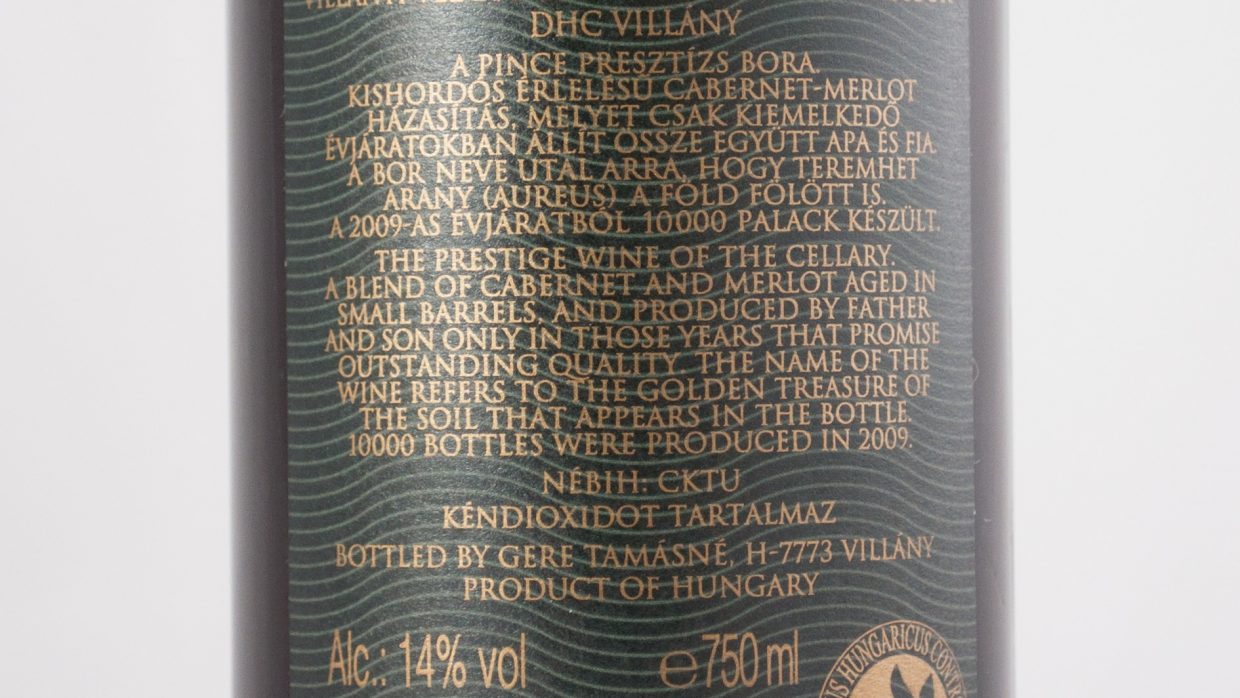 DHC VILLÁNY
A PINCE PRESZTÍZS BORA.
KISHORDÓS ÉRLELÉSŰ CABERNET-MERLOT
HÁZASÍTÁS, MELYET CSAK KIEMELKEDŐ
ÉVJÁRATOKBAN ÁLLÍT ÖSSZE EGYÜTT APA ÉS FIA.
A BOR NEVE UTAL ARRA, HOGY TEREMHET
ARANY (AUREUS) A FÖLD FÖLÖTT IS.
A 2009-AS ÉVJÁRATBÓL 10000 PALACK KÉSZÜLT.
THE PRESTIGE WINE OF THE CELLARY.
A BLEND OF CABERNET AND MERLOT AGED IN
SMALL BARRELS, AND PRODUCED BY FATHER
AND SON ONLY IN THOSE YEARS THAT PROMISE
OUTSTANDING QUALITY. THE NAME OF THE
WINE REFERS TO THE GOLDEN TREASURE OF
THE SOIL THAT APPEARS IN THE BOTTLE.
10000 BOTTLES WERE PRODUCED IN 2009.
NÉBIH: CKTU
KÉNDIOXIDOT TARTALMAZ
BOTTLED BY GERE TAMÁSNÉ, H-7773 VILLÁNY
PRODUCT OF HUNGARY
Alc.: 14% vol
℮750 ml
HUNGARICUS